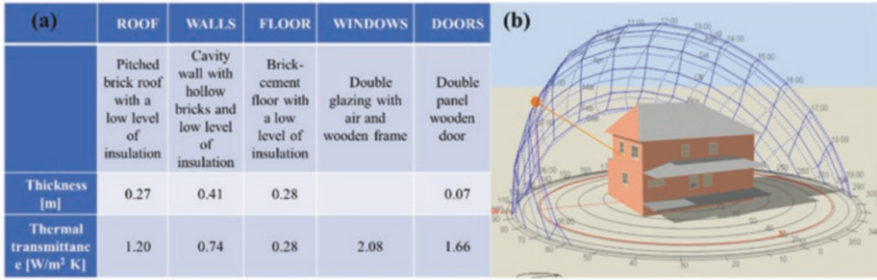 (a)
ROOF WALLS FLOOR WINDOWS DOORS
Pitched
brick roof
with a
low level
of
insulation
Cavity
wall with
hollow
bricks and
low level
of
insulation
Brick-
cement
floor with
a low
level of
insulation
Double
glazing with
air and
wooden frame
Double
panel
wooden
door
Thickness
[m]
0.27 0.41 0.28 0.07
Thermal
transmittanc
e [W/m² K]
1.20 0.74 0.28 2.08 1.66
(b)